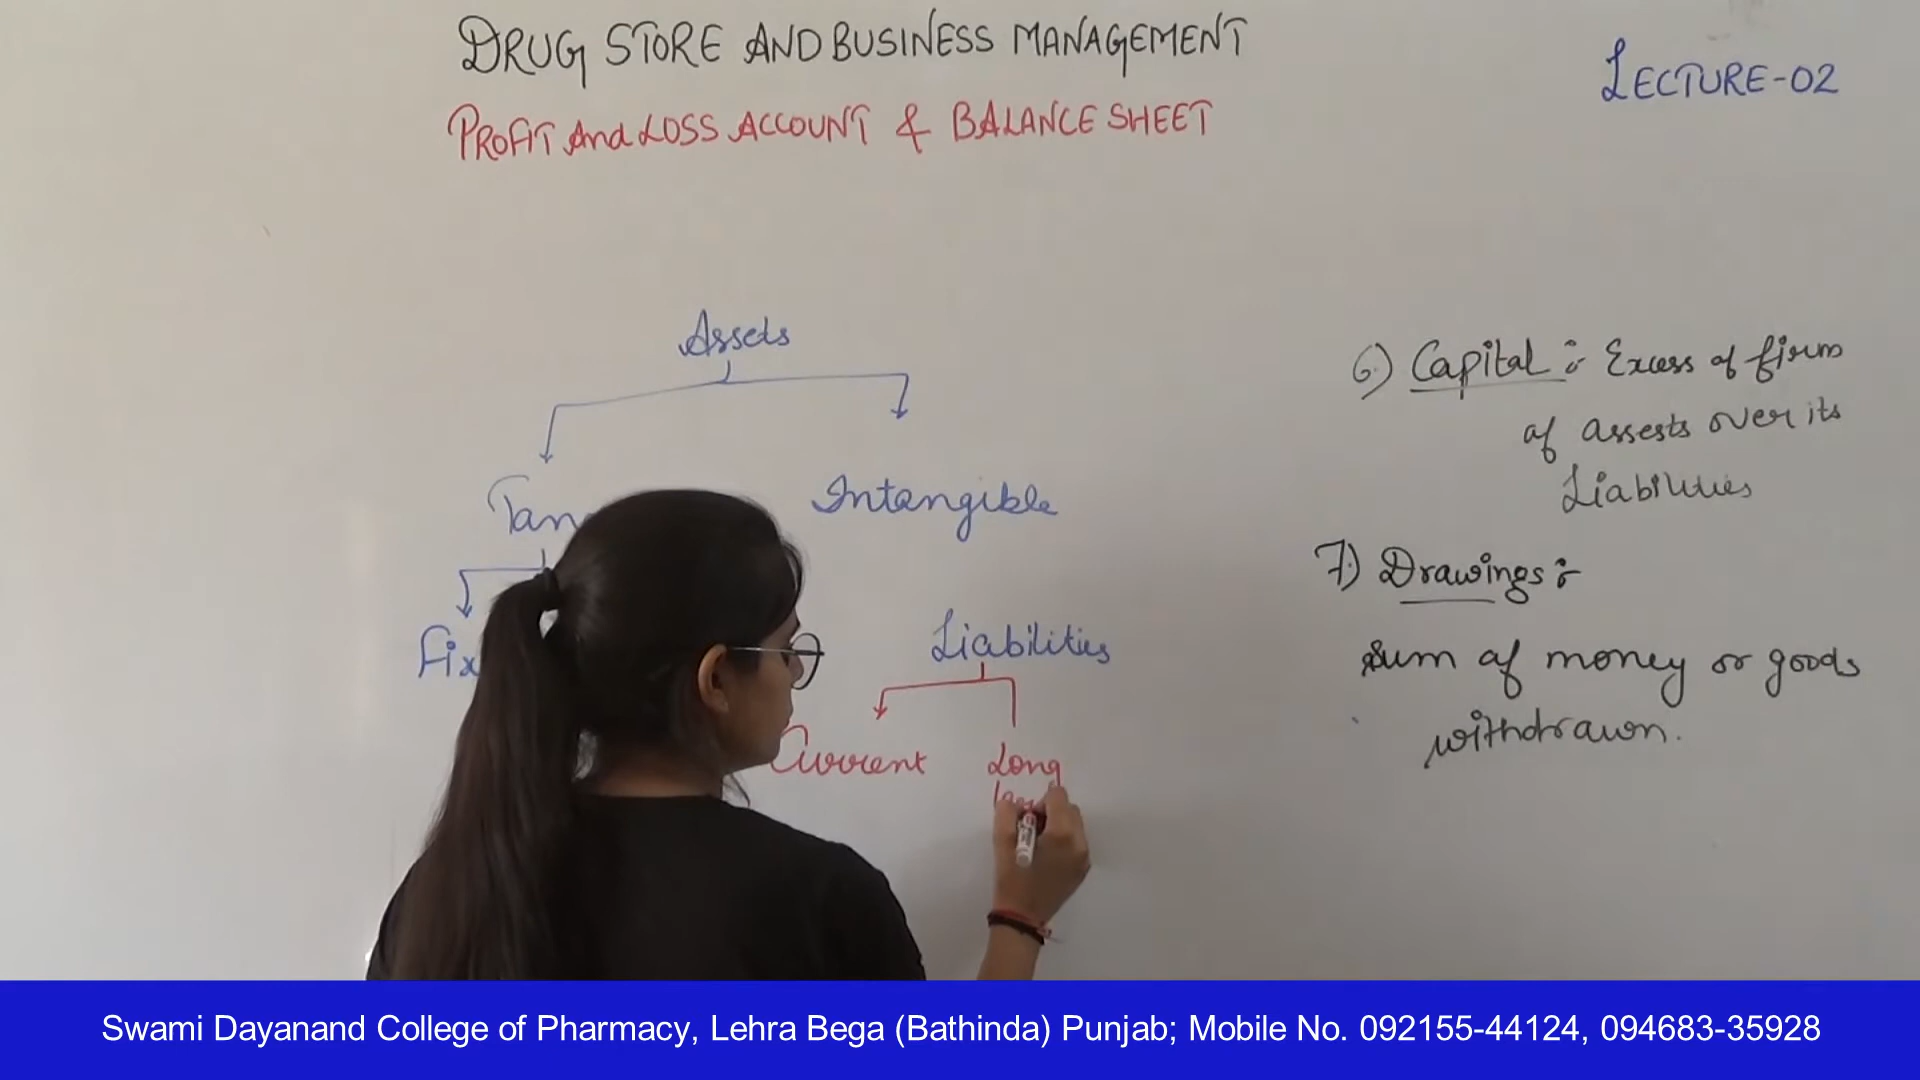 DRUG STORE AND BUSINESS MANAGEMENT
LECTURE-02
PROFIT And LOSS ACCOUNT & BALANCE SHEET
Assets
Tan
Intangible
Fix
Liabilities
Current
Long
6) Capital :- Excess of firm
of assests over its
Liabilities
7) Drawings :-
Sum of money or goods
withdrawn.
Swami Dayanand College of Pharmacy, Lehra Bega (Bathinda) Punjab; Mobile No. 092155-44124, 094683-35928